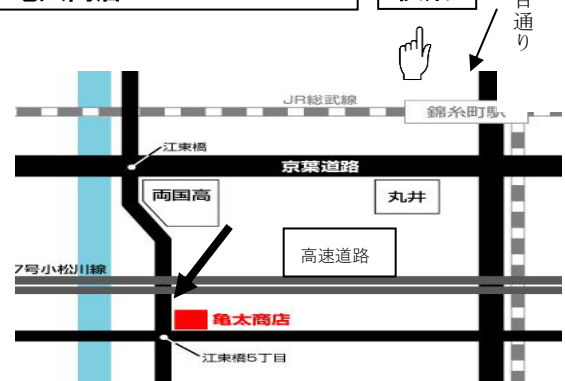 通り
JR総武線
錦糸町駅
江東橋
京葉道路
両国高
丸井
高速道路
7号小松川線
亀太商店
江東橋5丁目